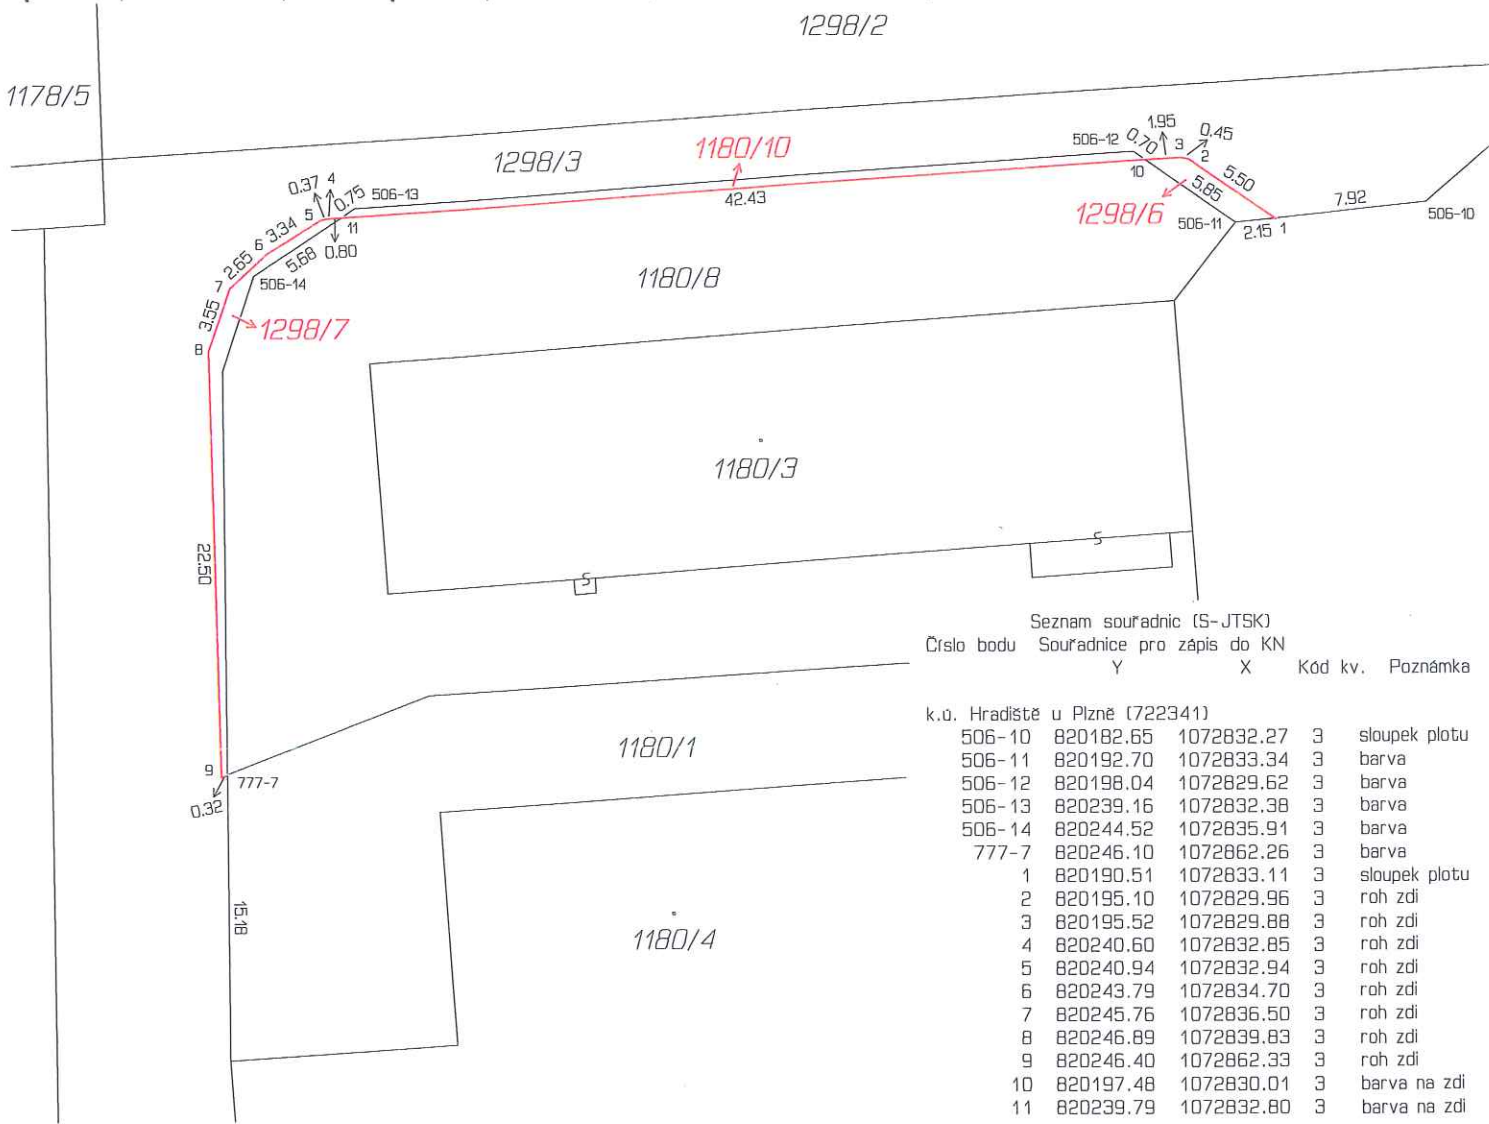 1298/2
1178/5
1298/3
1180/10
506-12
0.70
1.95
3
0.45
2
10
5.85
5.50
1298/6
506-11
2.15
1
7.92
506-10
0.37
4
0.75
506-13
42.43
5
11
3.34
6
5.68
0.80
2.65
7
506-14
3.55
1298/7
8
1180/8
1180/3
22.50
S
S
1180/1
9
777-7
0.32
15.18
1180/4
Seznam souřadnic (S-JTSK)
Číslo bodu Souřadnice pro zápis do KN
Y X Kód kv. Poznámka
k.ú. Hradiště u Plzně (722341)
506-10 820182.65 1072832.27 3 sloupek plotu
506-11 820192.70 1072833.34 3 barva
506-12 820198.04 1072829.62 3 barva
506-13 820239.16 1072832.38 3 barva
506-14 820244.52 1072835.91 3 barva
777-7 820246.10 1072862.26 3 barva
1 820190.51 1072833.11 3 sloupek plotu
2 820195.10 1072829.96 3 roh zdi
3 820195.52 1072829.88 3 roh zdi
4 820240.60 1072832.85 3 roh zdi
5 820240.94 1072832.94 3 roh zdi
6 820243.79 1072834.70 3 roh zdi
7 820245.76 1072836.50 3 roh zdi
8 820246.89 1072839.83 3 roh zdi
9 820246.40 1072862.33 3 roh zdi
10 820197.48 1072830.01 3 barva na zdi
11 820239.79 1072832.80 3 barva na zdi